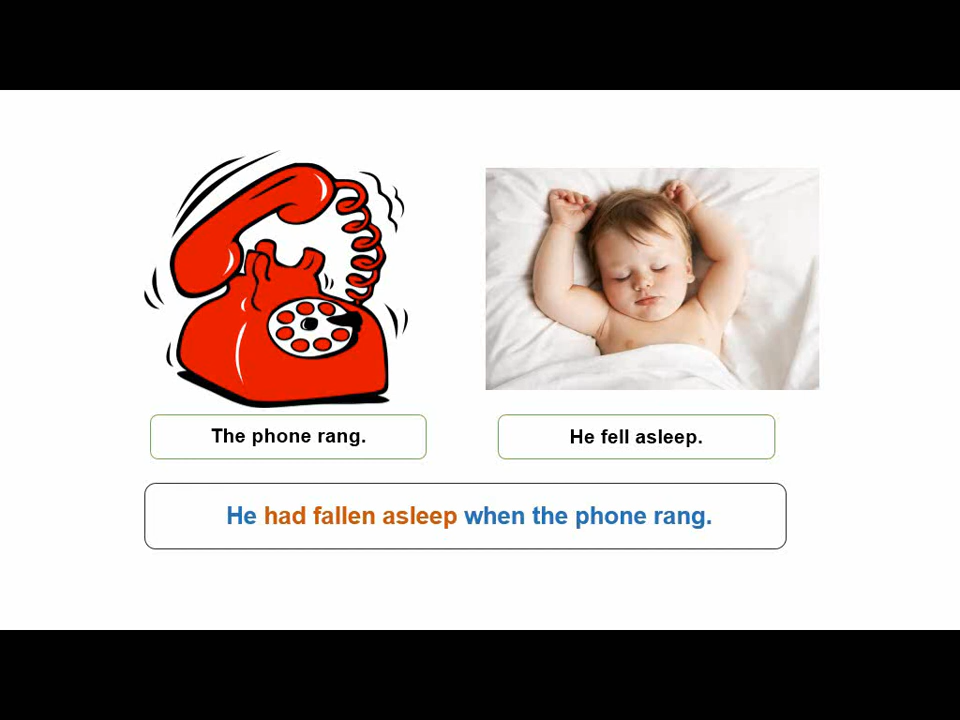 The phone rang.
He fell asleep.
He had fallen asleep when the phone rang.